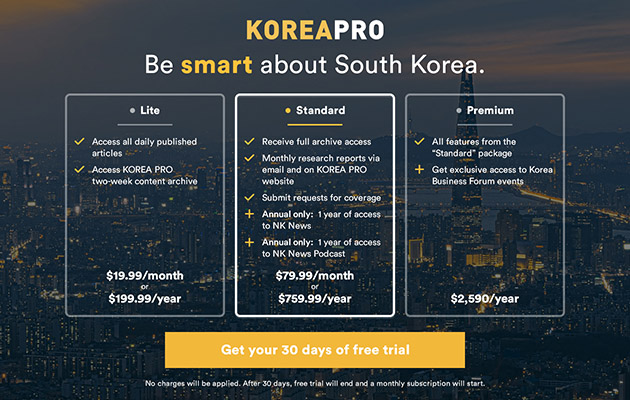 KOREAPRO
Be smart about South Korea.
Lite
Access all daily published
articles
Access KOREA PRO
two-week content archive
$19.99/month
or
$199.99/year
Standard
Receive full archive access
Monthly research reports via
email and on KOREA PRO
website
Submit requests for coverage
Annual only: 1 year of access
to NK News
Annual only: 1 year of access
to NK News Podcast
$79.99/month
or
$759.99/year
Premium
All features from the
“Standard” package
Get exclusive access to Korea
Business Forum events
$2,590/year
Get your 30 days of free trial
No charges will be applied. After 30 days, free trial will end and a monthly subscription will start.